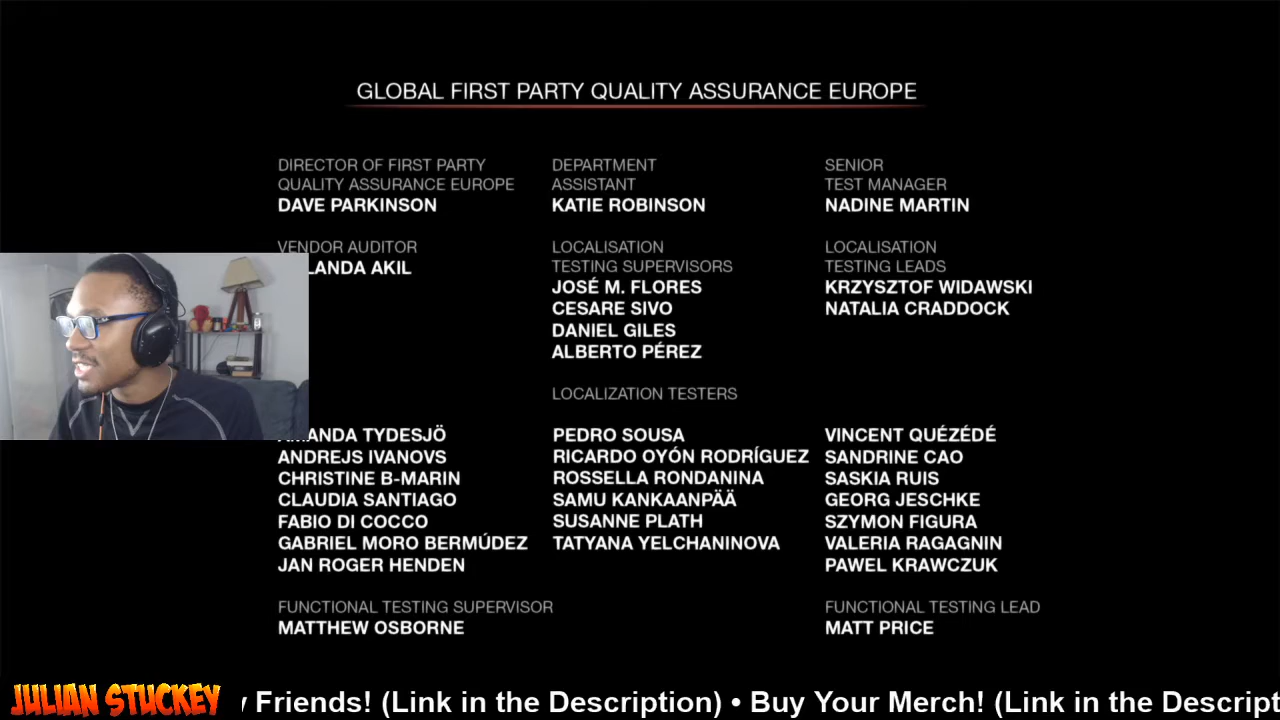 GLOBAL FIRST PARTY QUALITY ASSURANCE EUROPE
DIRECTOR OF FIRST PARTY
QUALITY ASSURANCE EUROPE
DAVE PARKINSON
DEPARTMENT
ASSISTANT
KATIE ROBINSON
SENIOR
TEST MANAGER
NADINE MARTIN
VENDOR AUDITOR
AKIL
LOCALISATION
TESTING SUPERVISORS
JOSÉ M. FLORES
CESARE SIVO
DANIEL GILES
ALBERTO PÉREZ
LOCALISATION
TESTING LEADS
KRZYSZTOF WIDAWSKI
NATALIA CRADDOCK
LOCALIZATION TESTERS
AMANDA TYDESJÖ
ANDREJS IVANOVS
CHRISTINE B-MARIN
CLAUDIA SANTIAGO
FABIO DI COCCO
GABRIEL MORO BERMÚDEZ
JAN ROGER HENDEN
PEDRO SOUSA
RICARDO OYÓN RODRÍGUEZ
ROSSELLA RONDANINA
SAMU KANKAANPÄÄ
SUSANNE PLATH
TATYANA YELCHANINOVA
VINCENT QUÉZÉDÉ
SANDRINE CAO
SASKIA RUIS
GEORG JESCHKE
SZYMON FIGURA
VALERIA RAGAGNIN
PAWEL KRAWCZUK
FUNCTIONAL TESTING SUPERVISOR
MATTHEW OSBORNE
FUNCTIONAL TESTING LEAD
MATT PRICE
JULIAN STUCKEY
Friends! (Link in the Description) • Buy Your Merch! (Link in the Descript